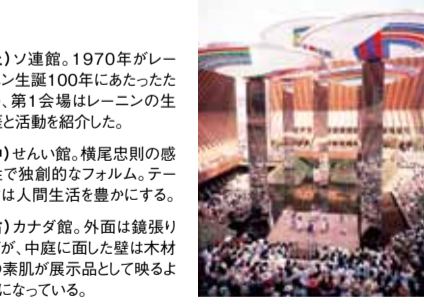 )ソ連館。1970年がレー
ン生誕100年にあたったた
、第1会場はレーニンの生
と活動を紹介した。
)せんい館。横尾忠則の感
で独創的なフォルム。テー
は人間生活を豊かにする。
)カナダ館。外面は鏡張り
が、中庭に面した壁は木材
素肌が展示品として映るよ
になっている。